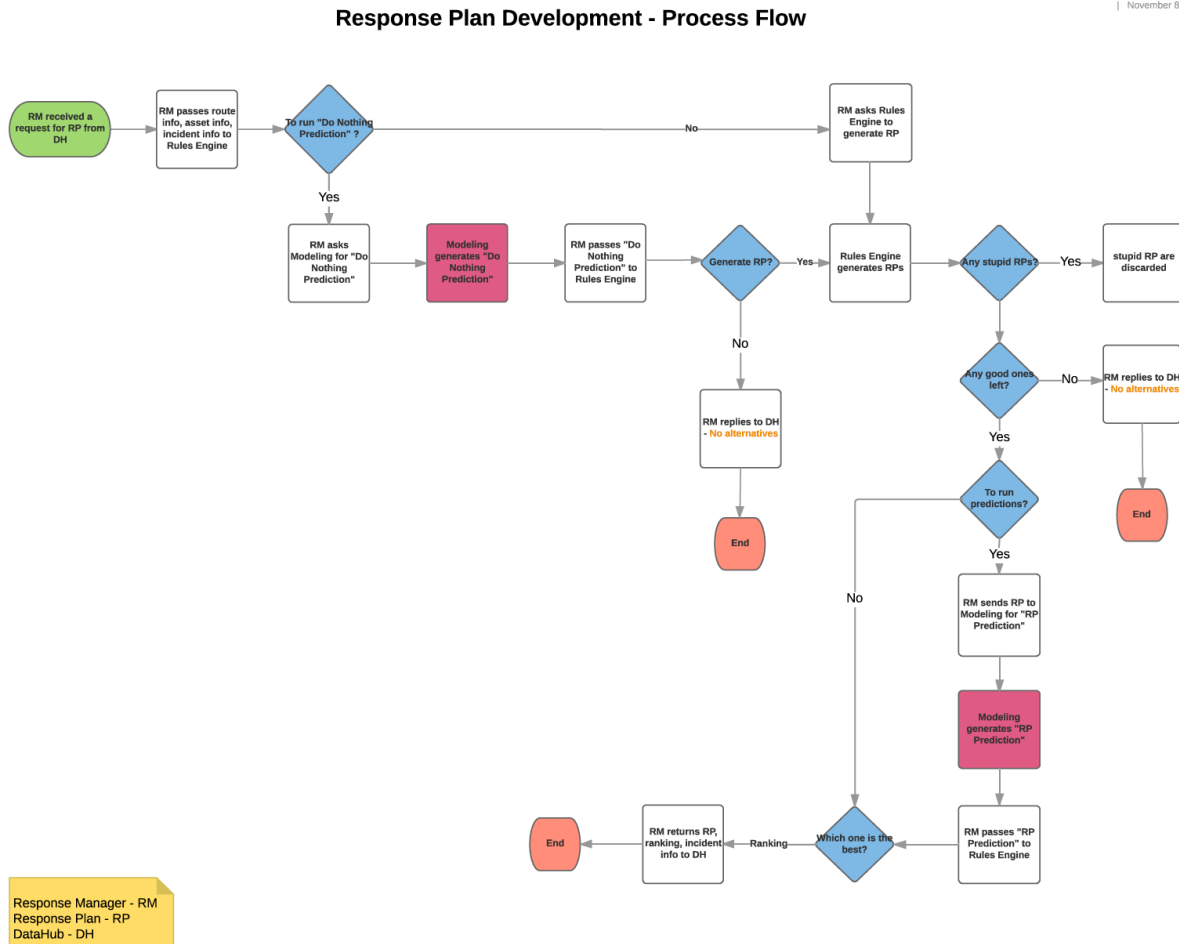 Response Plan Development - Process Flow
| November 8
RM received a
request for RP from
DH
RM passes route
info, asset info,
incident info to
Rules Engine
To run "Do Nothing
Prediction" ?
No
RM asks Rules
Engine to
generate RP
Yes
RM asks
Modeling for "Do
Nothing
Prediction"
Modeling
generates "Do
Nothing
Prediction"
RM passes "Do
Nothing
Prediction" to
Rules Engine
Generate RP?
Yes
Rules Engine
generates RPs
Any stupid RPs?
Yes
stupid RP are
discarded
No
RM replies to DH
- No alternatives
End
Any good ones
left?
No
RM replies to DH
- No alternatives
End
Yes
To run
predictions?
No
Yes
RM sends RP to
Modeling for "RP
Prediction"
Modeling
generates "RP
Prediction"
RM passes "RP
Prediction" to
Rules Engine
Which one is the
best?
Ranking
RM returns RP,
ranking, incident
info to DH
End
Response Manager - RM
Response Plan - RP
DataHub - DH